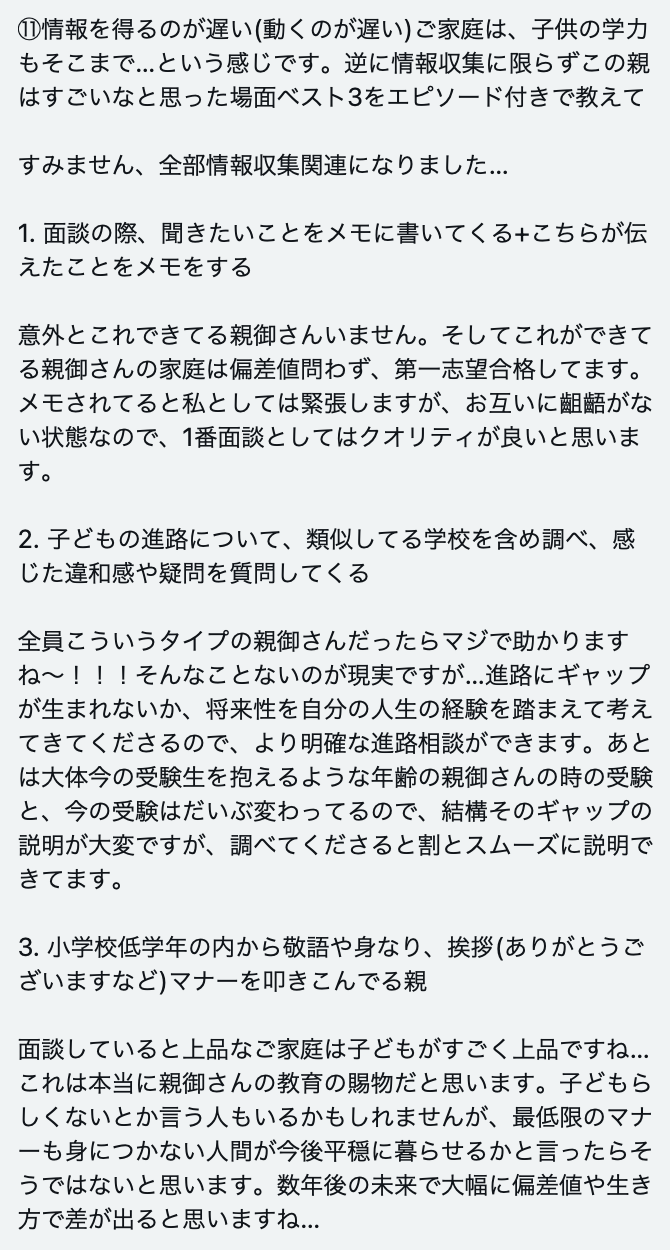 ⑪情報を得るのが遅い(動くのが遅い)ご家庭は、子供の学力
もそこまで...という感じです。逆に情報収集に限らずこの親
はすごいなと思った場面ベスト3をエピソード付きで教えて
すみません、全部情報収集関連になりました...
1. 面談の際、聞きたいことをメモに書いてくる+こちらが伝
えたことをメモをする
意外とこれできてる親御さんいません。そしてこれができて
る親御さんの家庭は偏差値問わず、第一志望合格してます。
メモされてると私としては緊張しますが、お互いに齟齬がな
い状態なので、1番面談としてはクオリティが良いと思いま
す。
2. 子どもの進路について、類似してる学校を含め調べ、感
じた違和感や疑問を質問してくる
全員こういうタイプの親御さんだったらマジで助かります
ね〜！！！そんなことないのが現実ですが...進路にギャップ
が生まれないか、将来性を自分の人生の経験を踏まえて考え
てきてくださるので、より明確な進路相談ができます。あと
は大体今の受験生を抱えるような年齢の親御さんの時の受験
と、今の受験はだいぶ変わってるので、結構そのギャップの
説明が大変ですが、調べてくださると割とスムーズに説明で
きてます。
3. 小学校低学年の内から敬語や身なり、挨拶(ありがとうご
ざいますなど)マナーを叩きこんでる親
面談していると上品なご家庭は子どもがすごく上品ですね...
これは本当に親御さんの教育の賜物だと思います。子どもら
しくないとか言う人もいるかもしれませんが、最低限のマナ
ーも身につかない人間が今後平穏に暮らせるかと言ったらそ
うではないと思います。数年後の未来で大幅に偏差値や生き
方で差が出ると思いますね...